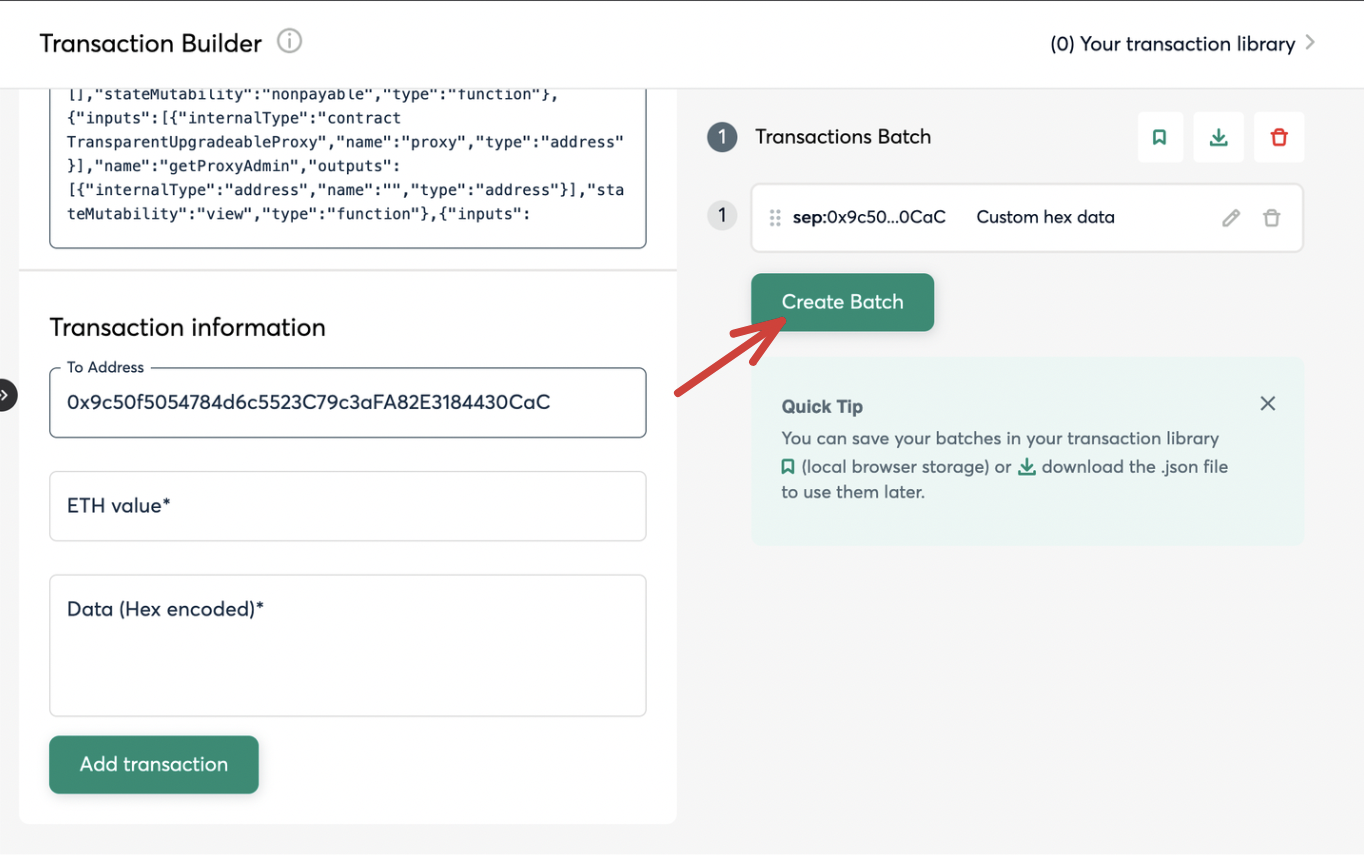 Transaction Builder
(0) Your transaction library
[],"stateMutability":"nonpayable","type":"function"},
{"inputs":[{"internalType":"contract
TransparentUpgradeableProxy","name":"proxy","type":"address"
}],"name":"getProxyAdmin","outputs":
[{"internalType":"address","name":"","type":"address"}],"sta
teMutability":"view","type":"function"},{"inputs":
Transaction information
To Address
0x9c50f5054784d6c5523C79c3aFA82E3184430CaC
ETH value*
Data (Hex encoded)*
Add transaction
1 Transactions Batch
1 sep:0x9c50...0CaC Custom hex data
Create Batch
Quick Tip
You can save your batches in your transaction library
(local browser storage) or download the .json file
to use them later.